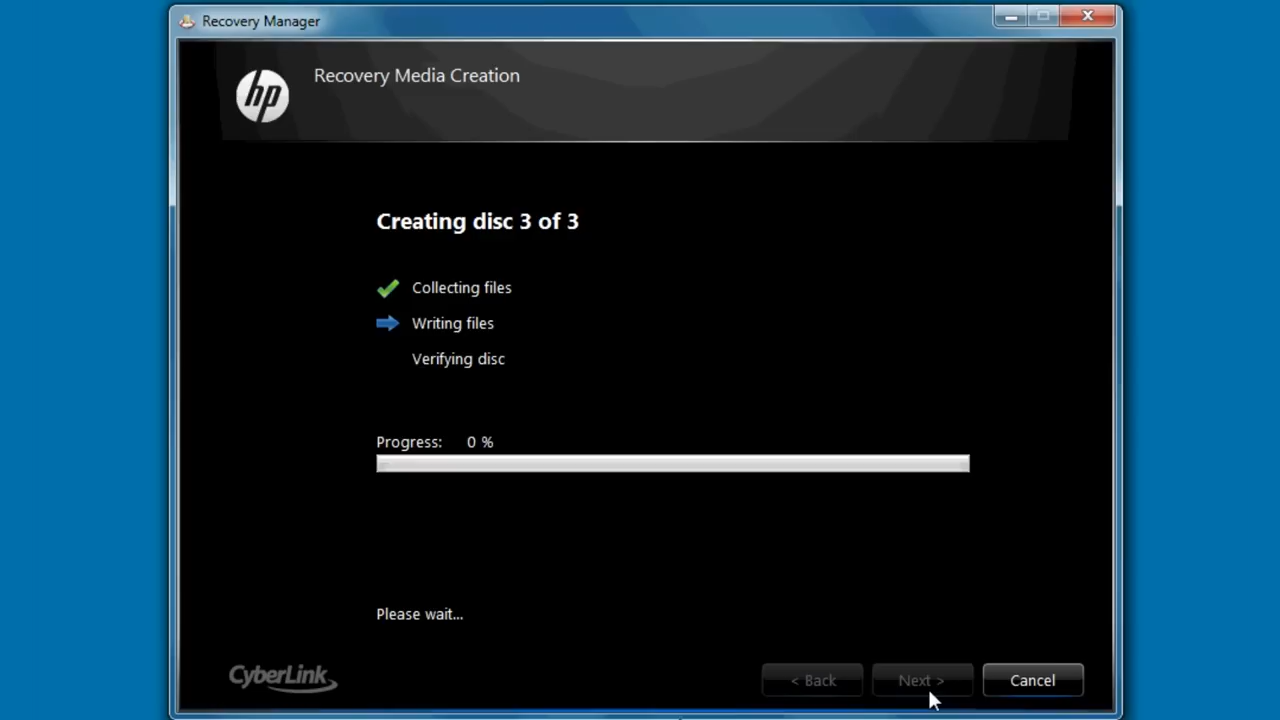 Recovery Manager
hp
Recovery Media Creation
Creating disc 3 of 3
Collecting files
Writing files
Verifying disc
Progress: 0 %
Please wait...
CyberLink
< Back Next > Cancel